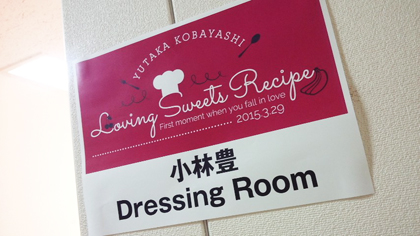 YUTAKA KOBAYASHI
Loving Sweets Recipe
First moment when you fall in love
2015.3.29
小林豊
Dressing Room